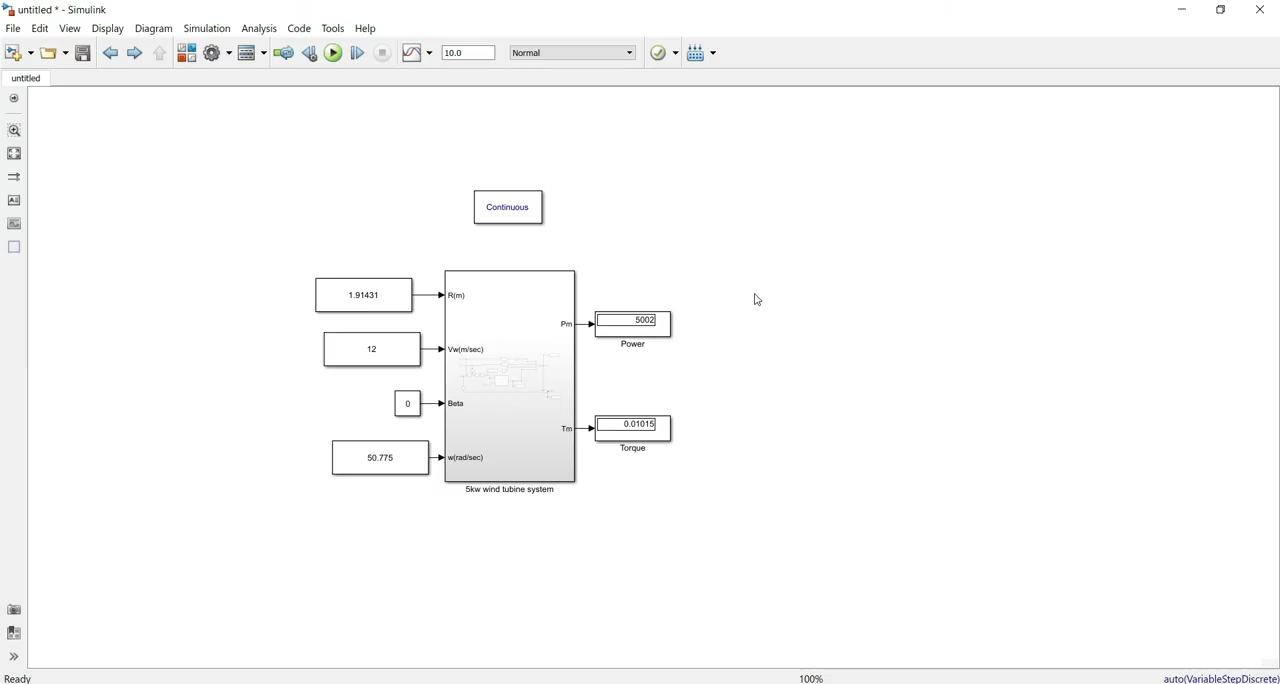 untitled * - Simulink
File Edit View Display Diagram Simulation Analysis Code Tools Help
10.0 Normal
untitled
Continuous
1.91431
R(m)
Pm
5002
Power
12
Vw(m/sec)
0
Beta
Tm
0.01015
Torque
50.775
w(rad/sec)
5kw wind tubine system
Ready 100% auto(VariableStepDiscrete)